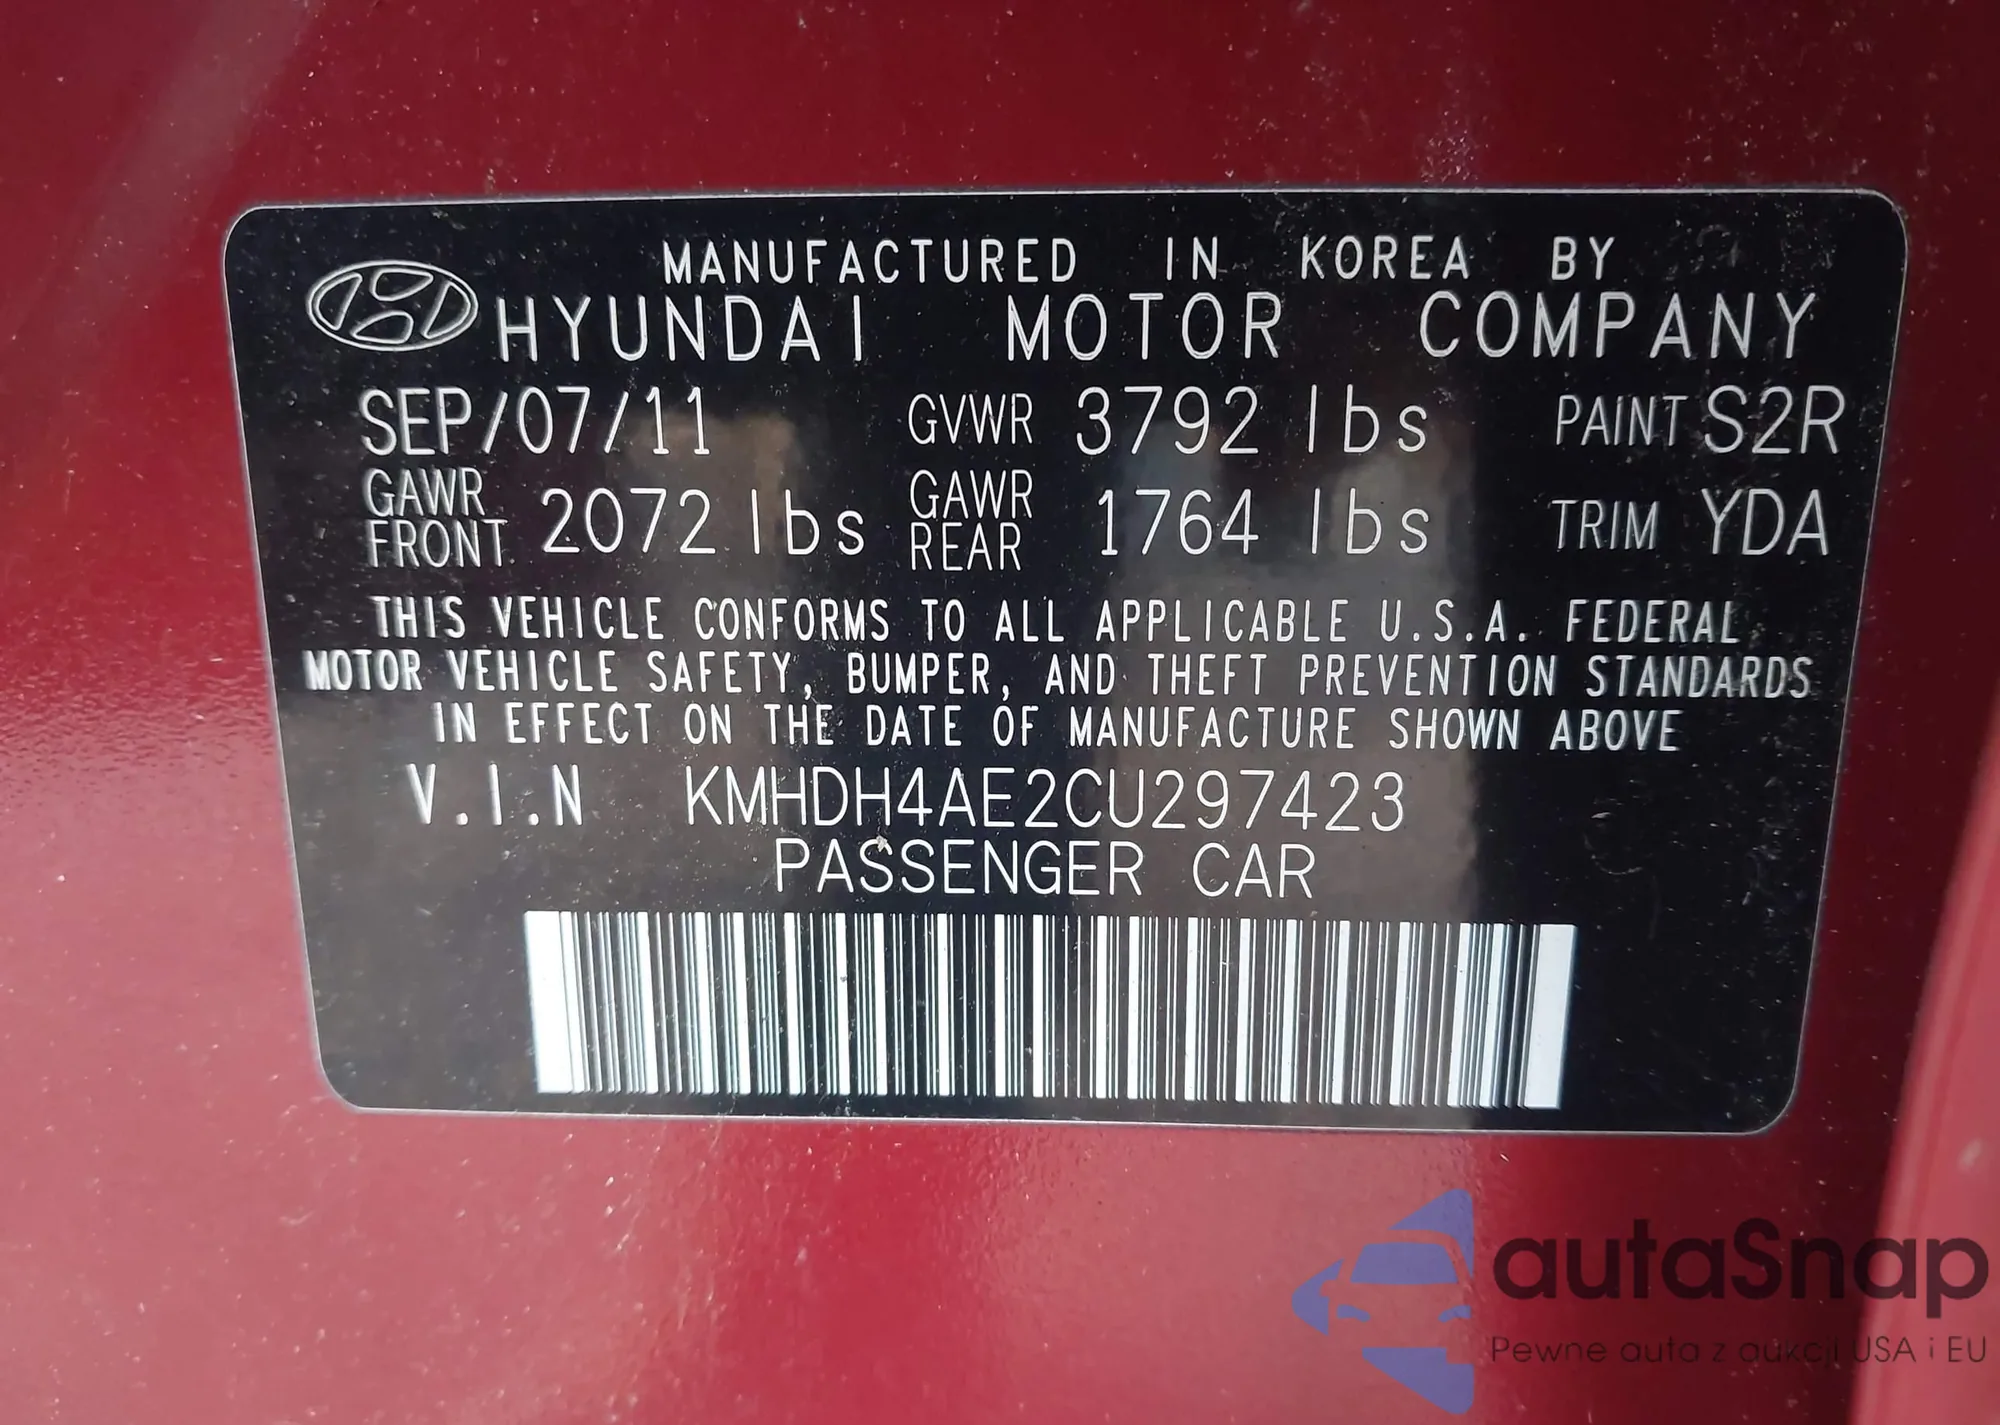 MANUFACTURED IN KOREA BY
HYUNDAI MOTOR COMPANY
SEP/07/11 GVWR 3792 lbs PAINT S2R
GAWR FRONT 2072 lbs GAWR REAR 1764 lbs TRIM YDA
THIS VEHICLE CONFORMS TO ALL APPLICABLE U.S.A. FEDERAL
MOTOR VEHICLE SAFETY, BUMPER, AND THEFT PREVENTION STANDARDS
IN EFFECT ON THE DATE OF MANUFACTURE SHOWN ABOVE
V.I.N KMHDH4AE2CU297423
PASSENGER CAR
autaSnap
Pewne auta z aukcji USA i EU